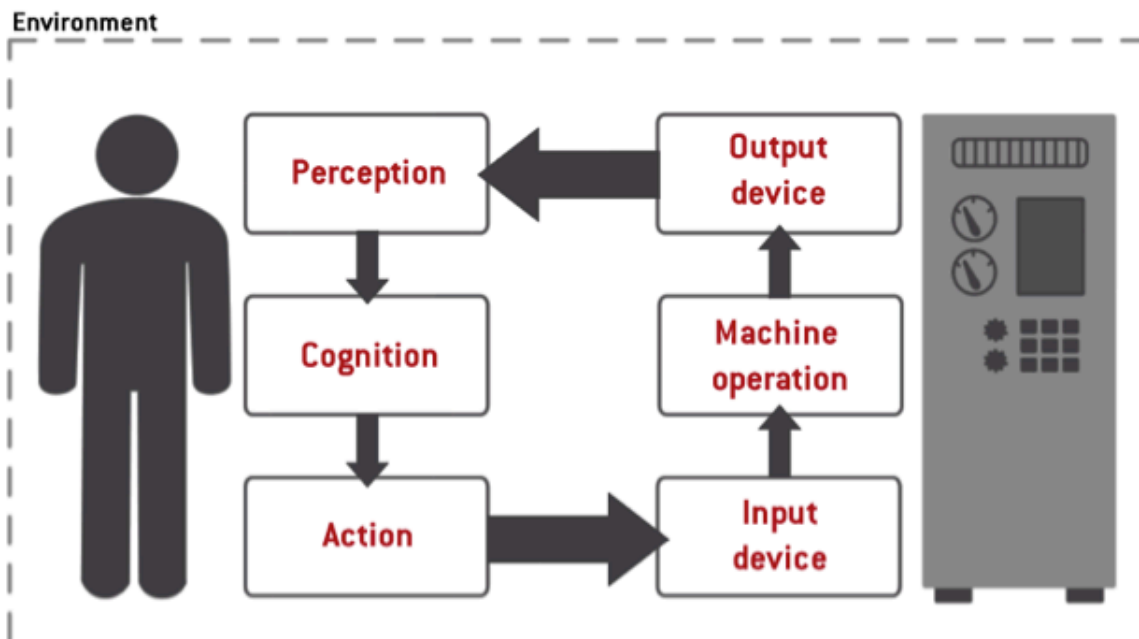 Environment
Perception
Output
device
Cognition
Machine
operation
Action
Input
device